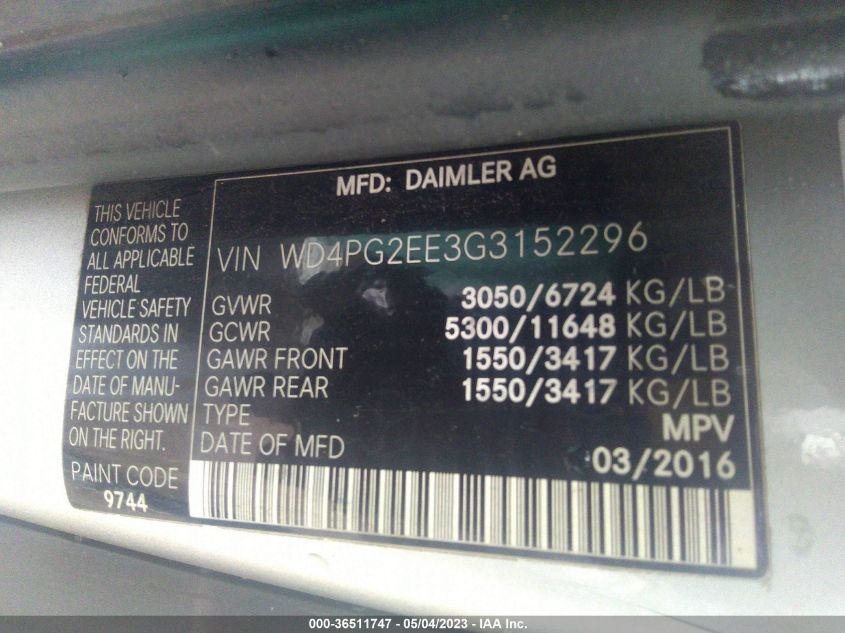 MFD: DAIMLER AG
THIS VEHICLE
CONFORMS TO
ALL APPLICABLE
FEDERAL
VEHICLE SAFETY
STANDARDS IN
EFFECT ON THE
DATE OF MANU-
FACTURE SHOWN
ON THE RIGHT.
PAINT CODE
9744
VIN WD4PG2EE3G3152296
GVWR 3050/6724 KG/LB
GCWR 5300/11648 KG/LB
GAWR FRONT 1550/3417 KG/LB
GAWR REAR 1550/3417 KG/LB
TYPE MPV
DATE OF MFD 03/2016
000-36511747 - 05/04/2023 - IAA Inc.